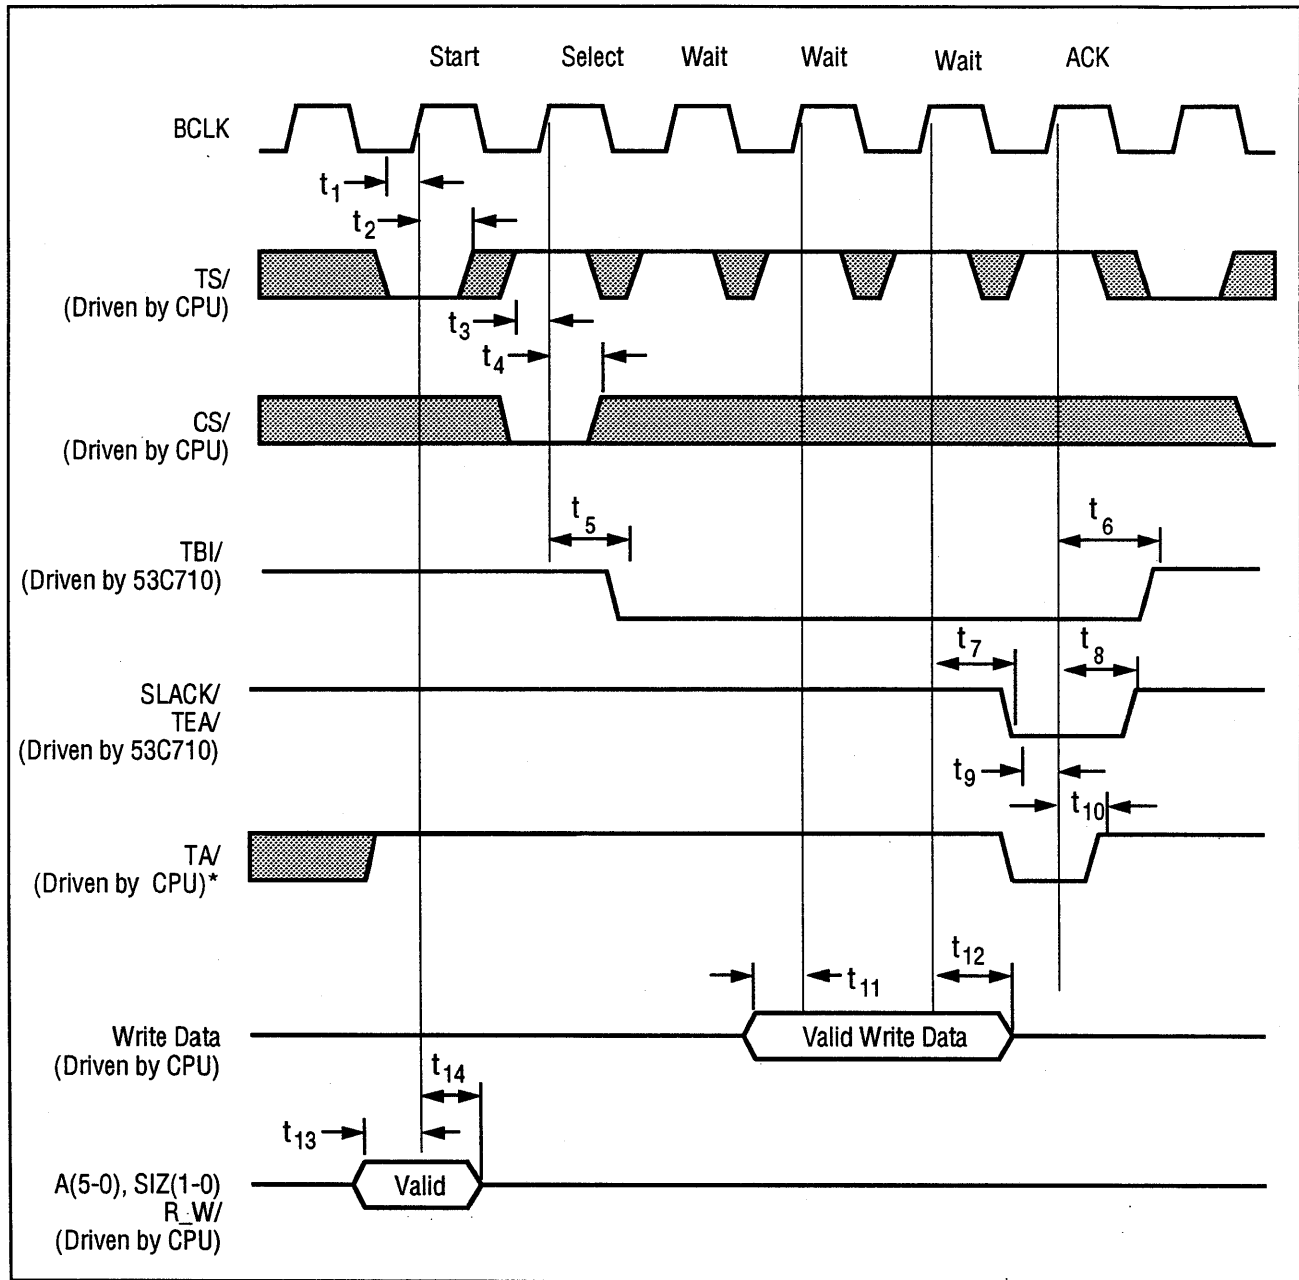 Start Select Wait Wait Wait ACK
BCLK
t1
t2
TS/
(Driven by CPU)
t3
t4
CS/
(Driven by CPU)
t5 t6
TBI/
(Driven by 53C710)
t7 t8
SLACK/
TEA/
(Driven by 53C710)
t9
t10
TA/
(Driven by CPU)*
t12
t11
Write Data
(Driven by CPU)
Valid Write Data
t14
t13
A(5-0), SIZ(1-0)
R_W/
(Driven by CPU)
Valid